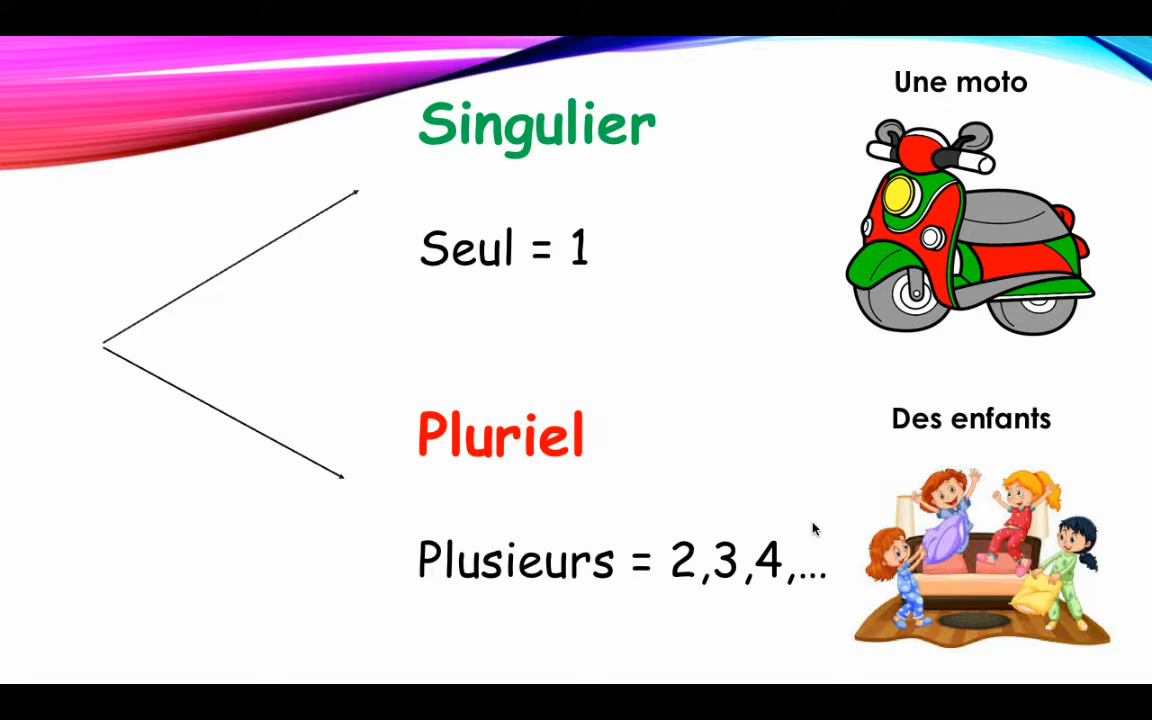 Une moto
Singulier
Seul = 1
Des enfants
Pluriel
Plusieurs = 2,3,4,...